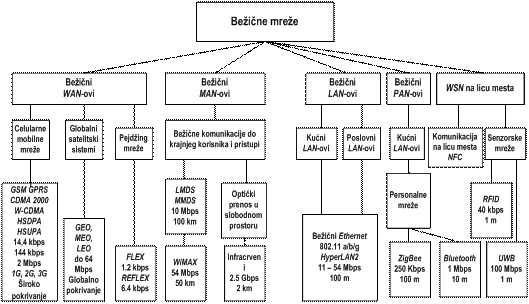 Bežične mreže
Bežični
WAN-ovi
Bežični
MAN-ovi
Bežični
LAN-ovi
Bežični
PAN-ovi
WSN na licu mesta
Celularne
mobilne
mreže
Globalni
satelitski
sistemi
Pejdžing
mreže
Bežične komunikacije do
krajnjeg korisnika i pristupi
Kućni
LAN-ovi
Poslovni
LAN-ovi
Kućni
LAN-ovi
Komunikacija
na licu mesta
NFC
Senzorske
mreže
GSM GPRS
CDMA 2000
W-CDMA
HSDPA
HSUPA
14,4 kbps
144 kbps
2 Mbps
1G, 2G, 3G
Široko
pokrivanje
GEO,
MEO,
LEO
do 64
Mbps
Globalno
pokrivanje
FLEX
1.2 kbps
REFLEX
6.4 kbps
LMDS
MMDS
10 Mbps
100 km
Optički
prenos u
slobodnom
prostoru
WiMAX
54 Mbps
50 km
Infracrven
i
2.5 Gbps
2 km
Bežični Ethernet
802.11 a/b/g
HyperLAN2
11 – 54 Mbps
100 m
Personalne
mreže
RFID
40 kbps
1 m
ZigBee
250 Kbps
100 m
Bluetooth
1 Mbps
10 m
UWB
100 Mbps
1 m